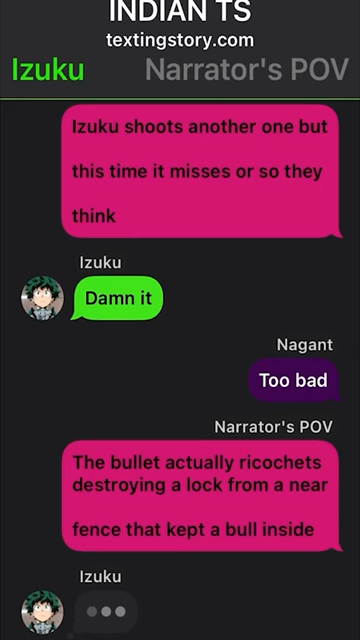 INDIAN TS
textingstory.com
Izuku Narrator's POV
Izuku shoots another one but
this time it misses or so they
think
Izuku
Damn it
Nagant
Too bad
Narrator's POV
The bullet actually ricochets
destroying a lock from a near
fence that kept a bull inside
Izuku